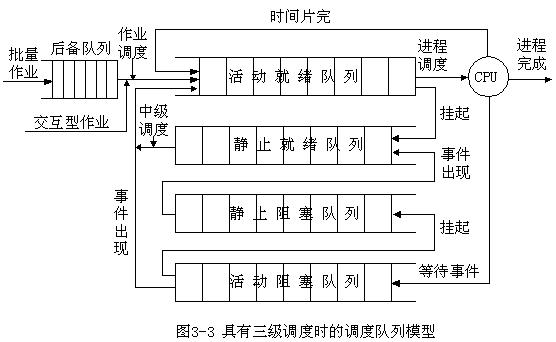 时间片完
批量
作业
后备队列
作业
调度
活动就绪队列
进程
调度
CPU
进程
完成
交互型作业
中级
调度
挂起
静止就绪队列
事件
出现
事件
出现
静上阻塞队列
挂起
活动阻塞队列
等待事件
图3-3 具有三级调度时的调度队列模型